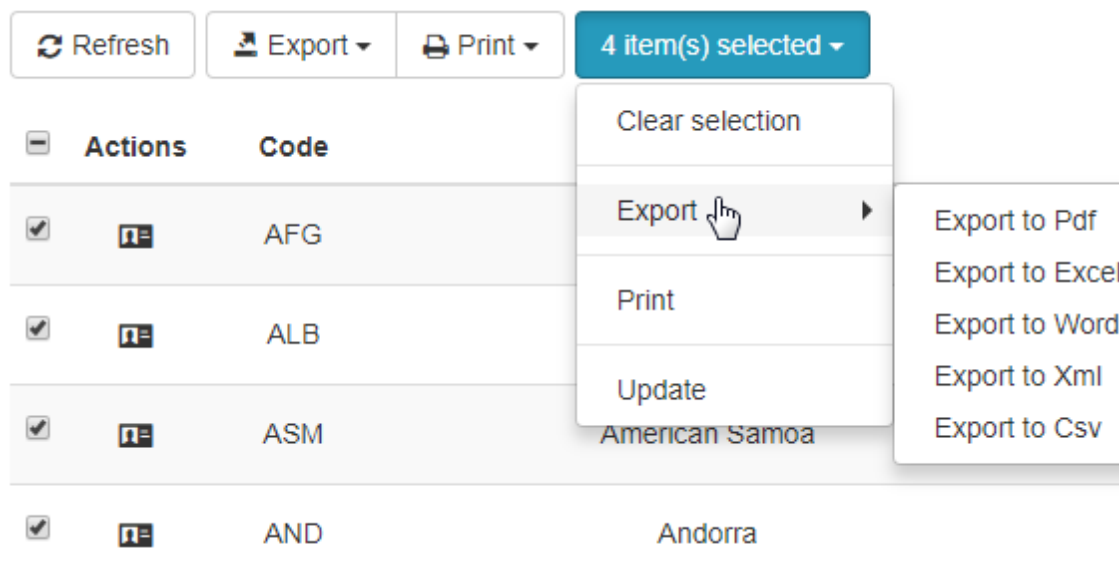 Refresh Export Print 4 item(s) selected
Clear selection
Actions Code
Export
Export to Pdf
AFG
Export to Excel
Print
Export to Word
ALB
Export to Xml
Update
Export to Csv
ASM American Samoa
AND Andorra